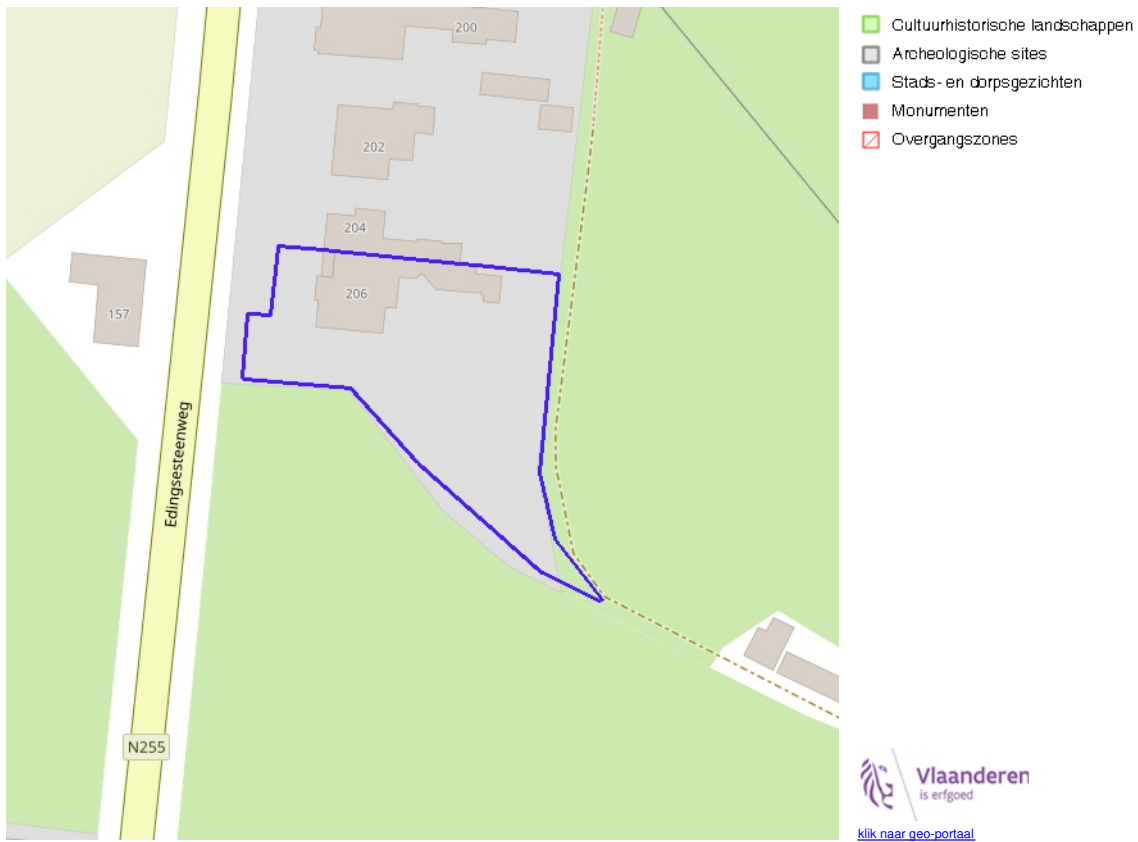 200
202
204
206
157
Edingsesteenweg
N255
Cultuurhistorische landschappen
Archeologische sites
Stads- en dorpsgezichten
Monumenten
Overgangszones
Vlaanderen
is erfgoed
klik naar geo-portaal